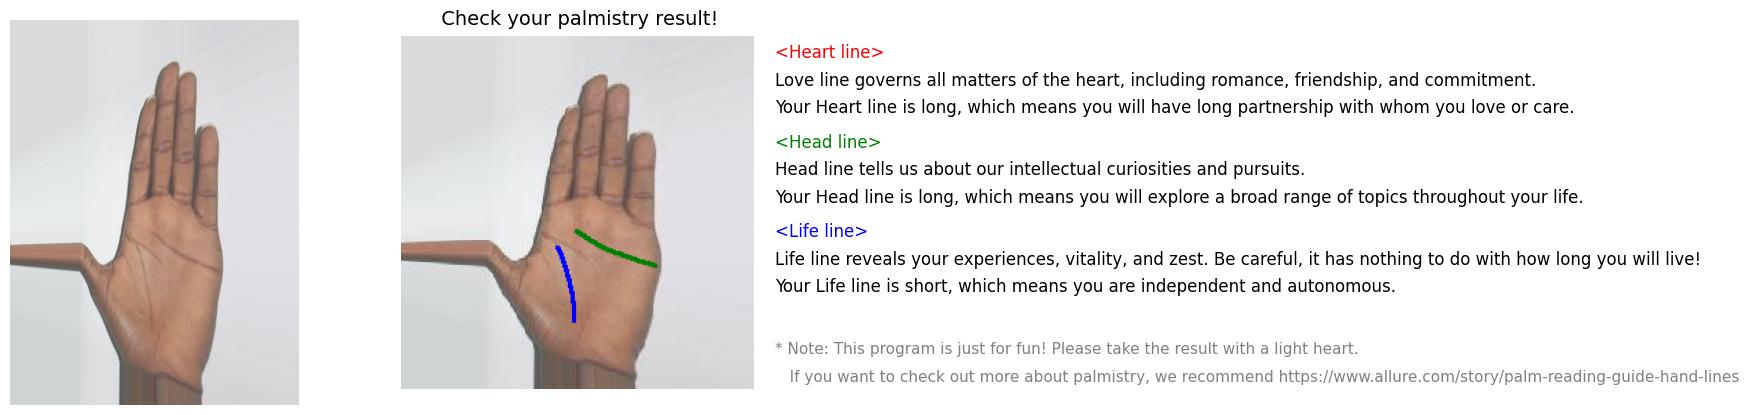 Check your palmistry result!
<Heart line>
Love line governs all matters of the heart, including romance, friendship, and commitment.
Your Heart line is long, which means you will have long partnership with whom you love or care.
<Head line>
Head line tells us about our intellectual curiosities and pursuits.
Your Head line is long, which means you will explore a broad range of topics throughout your life.
<Life line>
Life line reveals your experiences, vitality, and zest. Be careful, it has nothing to do with how long you will live!
Your Life line is short, which means you are independent and autonomous.
* Note: This program is just for fun! Please take the result with a light heart.
If you want to check out more about palmistry, we recommend https://www.allure.com/story/palm-reading-guide-hand-lines